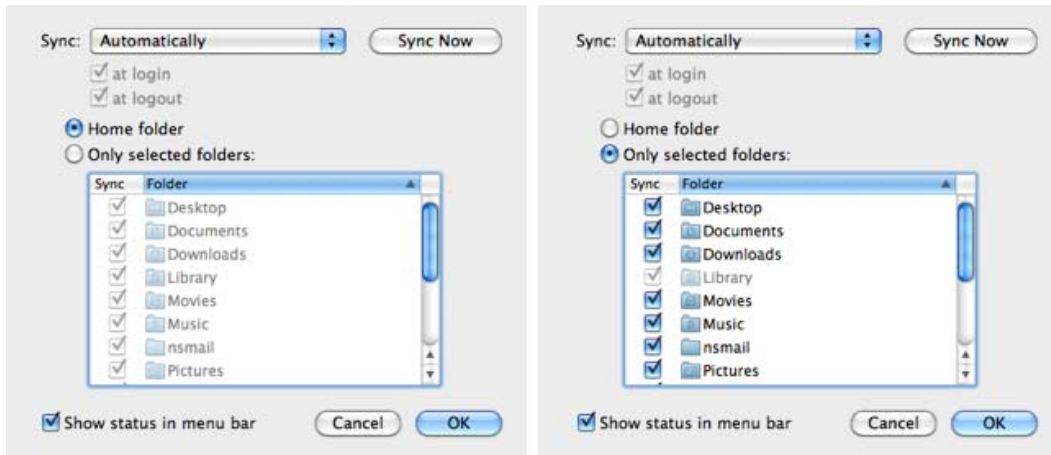 Sync: Automatically Sync Now
at login
at logout
Home folder
Only selected folders:
Sync Folder
Desktop
Documents
Downloads
Library
Movies
Music
nsmail
Pictures
Show status in menu bar Cancel OK
Sync: Automatically Sync Now
at login
at logout
Home folder
Only selected folders:
Sync Folder
Desktop
Documents
Downloads
Library
Movies
Music
nsmail
Pictures
Show status in menu bar Cancel OK